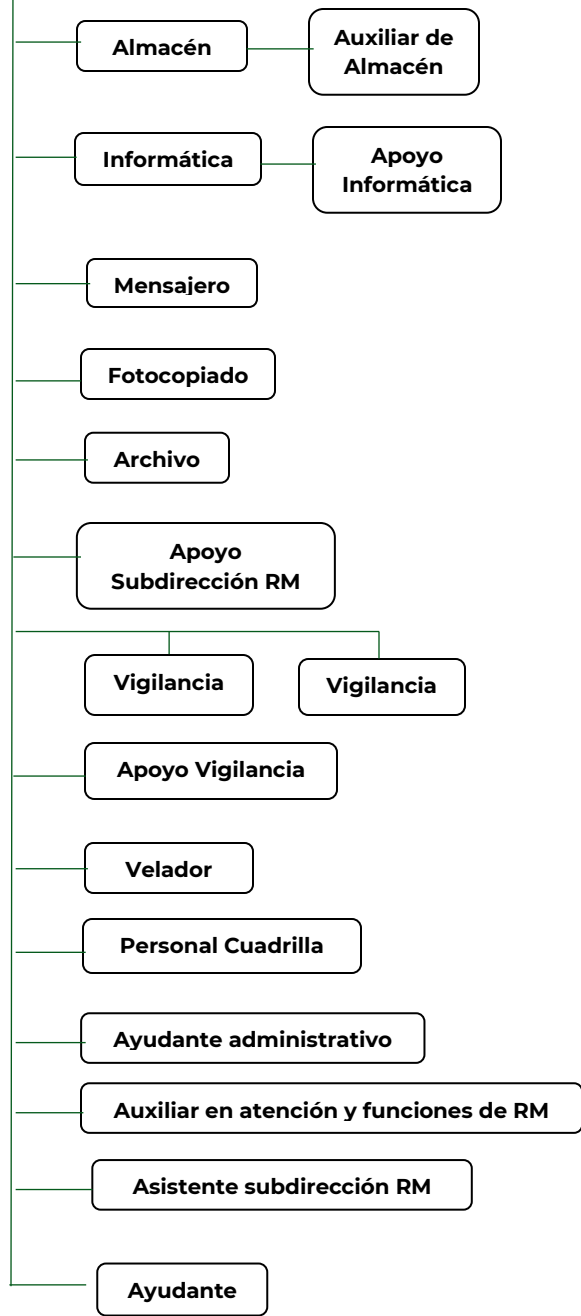 Almacén
Auxiliar de
Almacén
Informática
Apoyo
Informática
Mensajero
Fotocopiado
Archivo
Apoyo
Subdirección RM
Vigilancia
Vigilancia
Apoyo Vigilancia
Velador
Personal Cuadrilla
Ayudante administrativo
Auxiliar en atención y funciones de RM
Asistente subdirección RM
Ayudante